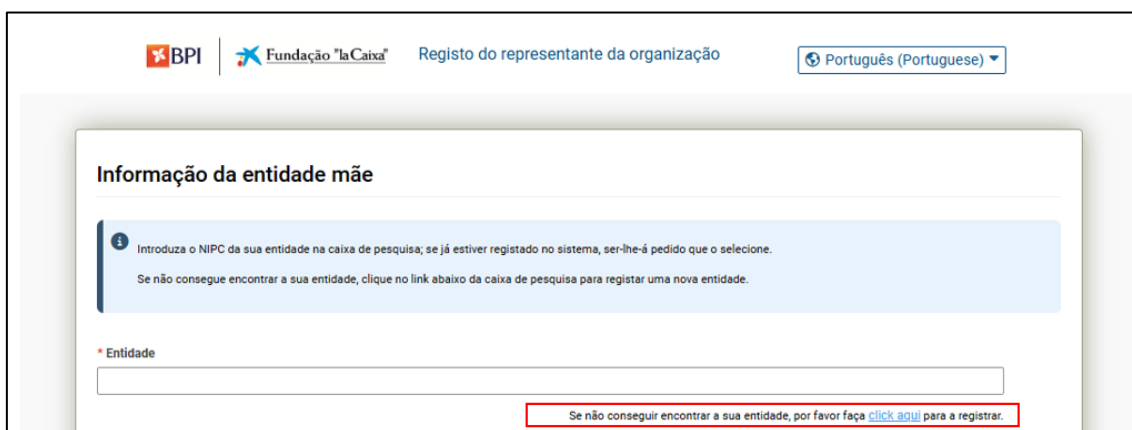 BPI
Fundação "la Caixa"
Registo do representante da organização
Português (Portuguese)
Informação da entidade mãe
Introduza o NIPC da sua entidade na caixa de pesquisa; se já estiver registado no sistema, ser-lhe-á pedido que o selecione.
Se não consegue encontrar a sua entidade, clique no link abaixo da caixa de pesquisa para registar uma nova entidade.
* Entidade
Se não conseguir encontrar a sua entidade, por favor faça click aqui para a registrar.